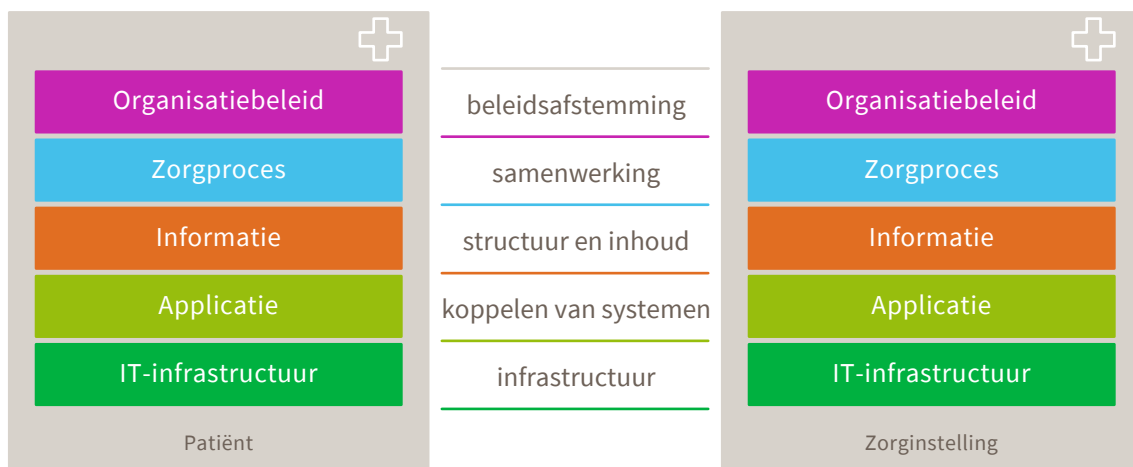 Organisatiebeleid
beleidsafstemming
Organisatiebeleid
Zorgproces
samenwerking
Zorgproces
Informatie
structuur en inhoud
Informatie
Applicatie
koppelen van systemen
Applicatie
IT-infrastructuur
infrastructuur
IT-infrastructuur
Patiënt
Zorginstelling